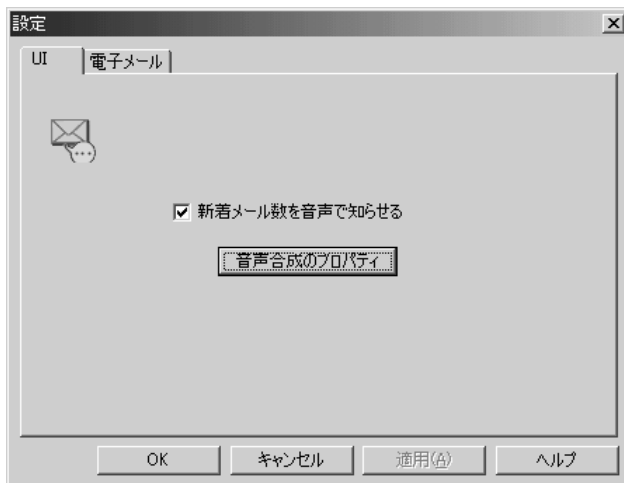 設定
UI
電子メール
新着メール数を音声で知らせる
音声合成のプロパティ
OK
キャンセル
適用(A)
ヘルプ